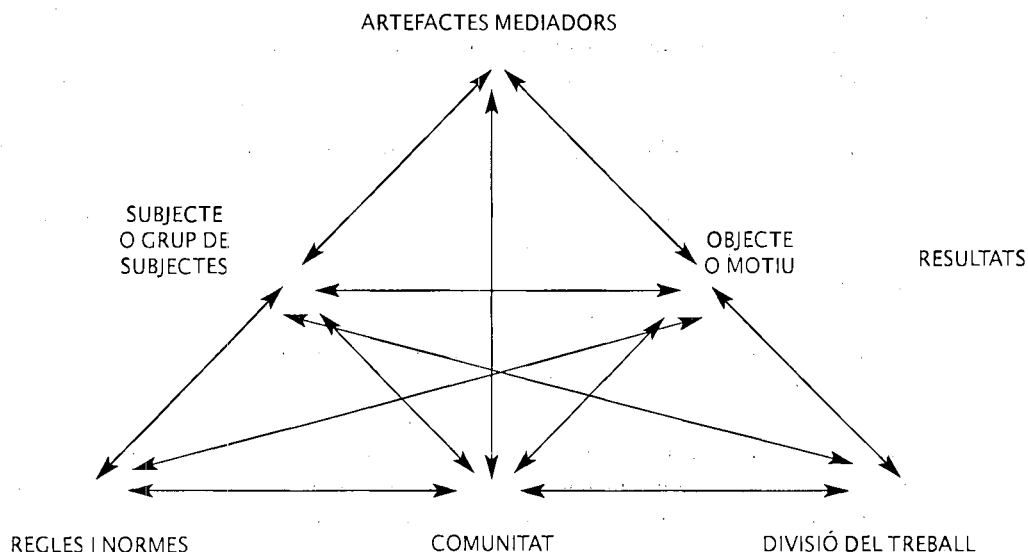 ARTEFACTES MEDIADORS
SUBJECTE
O GRUP DE
SUBJECTES
OBJECTE
O MOTIU
RESULTATS
REGLES I NORMES
COMUNITAT
DIVISIÓ DEL TREBALL